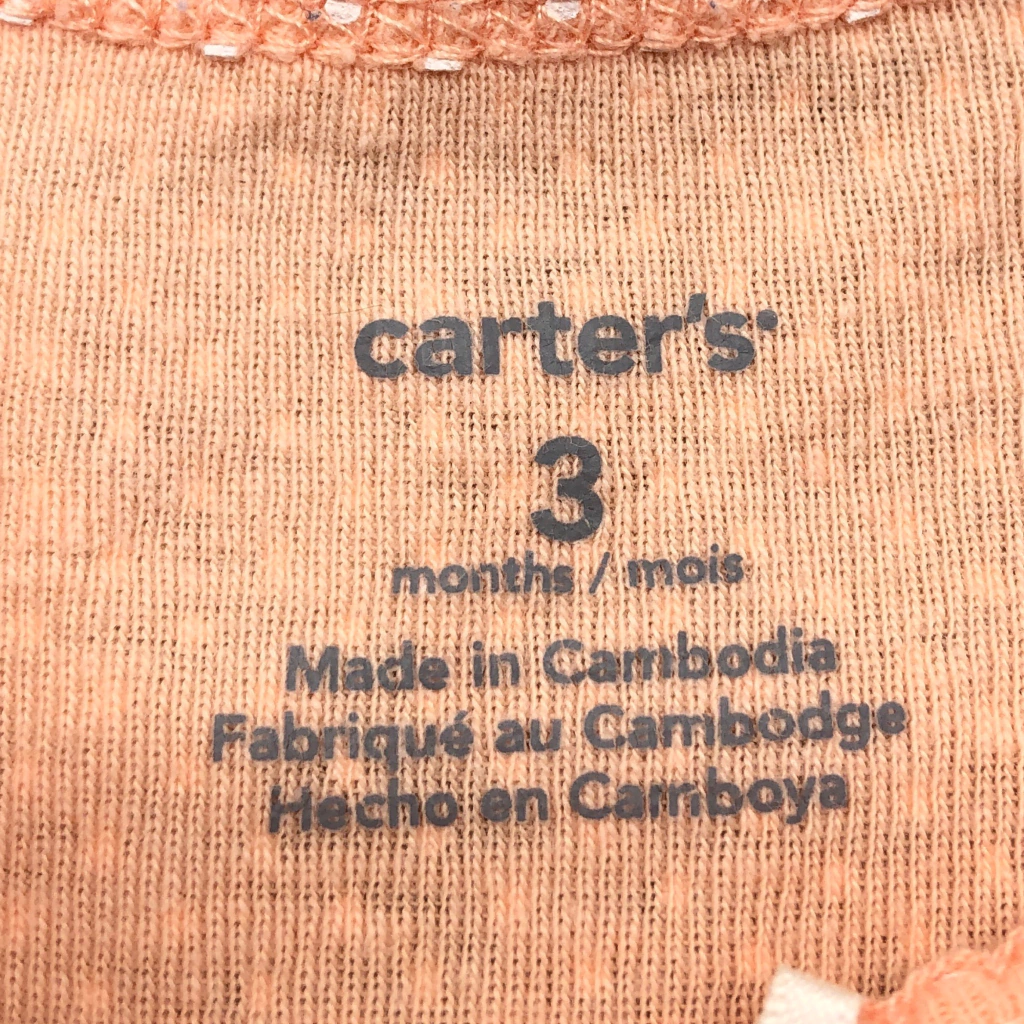 carter's
3
months / mois
Made in Cambodia
Fabriqué au Cambodge
Hecho en Camboya